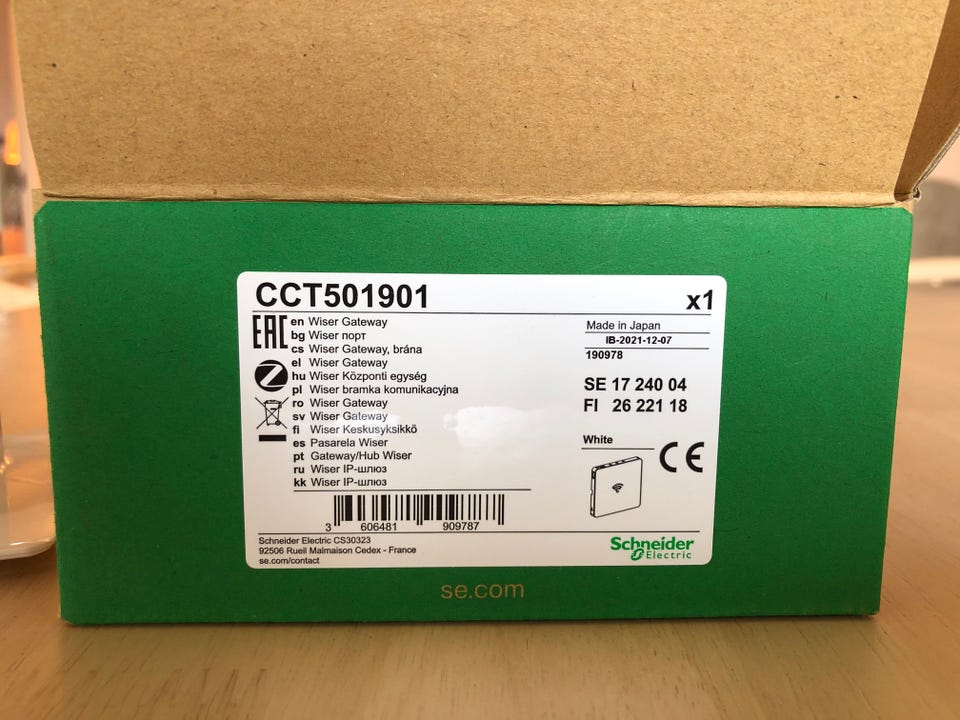 CCT501901
x1
EAC
en Wiser Gateway
bg Wiser порт
cs Wiser Gateway, brána
el Wiser Gateway
hu Wiser Központi egység
pl Wiser bramka komunikacyjna
ro Wiser Gateway
sv Wiser Gateway
fi Wiser Keskusyksikkö
es Pasarela Wiser
pt Gateway/Hub Wiser
ru Wiser IP-шлюз
kk Wiser IP-шлюз
Made in Japan
IB-2021-12-07
190978
SE 17 240 04
FI 26 221 18
White
CE
3 606481 909787
Schneider Electric CS30323
92506 Rueil Malmaison Cedex - France
se.com/contact
Schneider
Electric
se.com